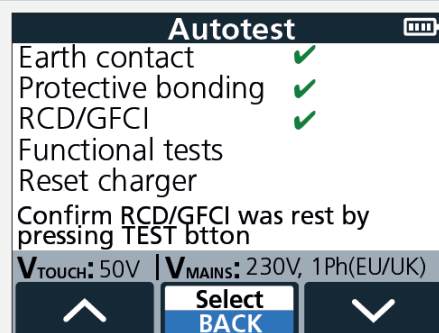 Autotest
Earth contact ✔
Protective bonding ✔
RCD/GFCI ✔
Functional tests
Reset charger
Confirm RCD/GFCI was rest by
pressing TEST btton
VTOUCH: 50V | VMAINS: 230V, 1Ph(EU/UK)
Select
BACK